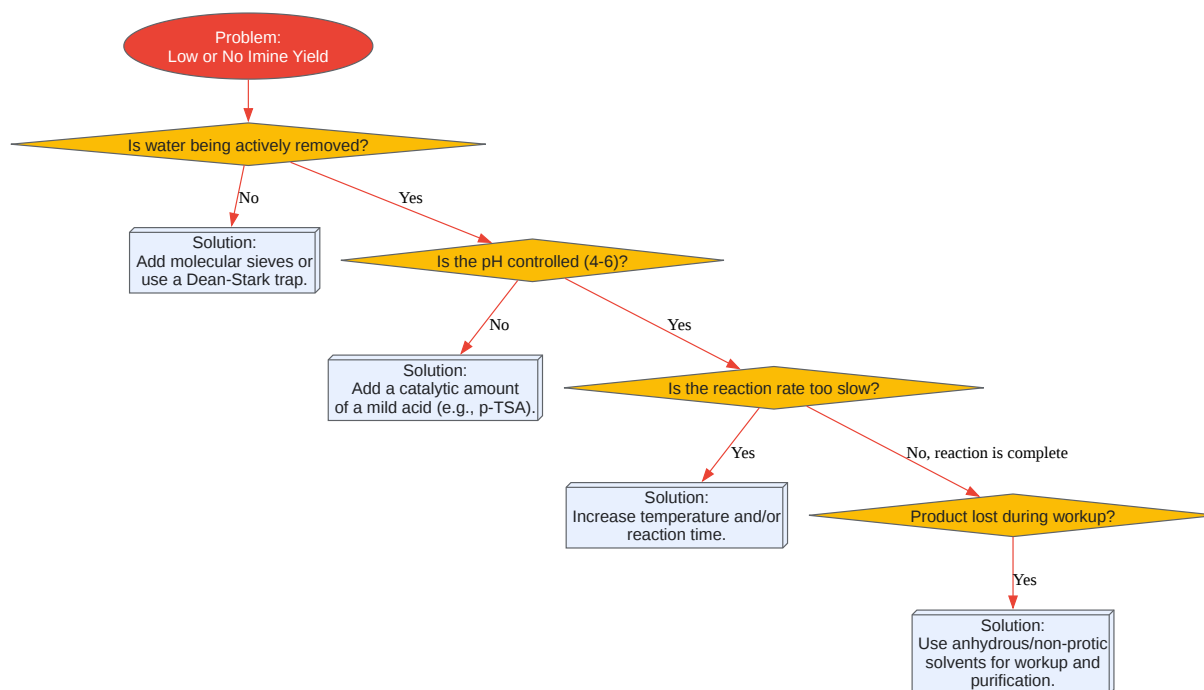 Problem:
Low or No Imine Yield
Is water being actively removed?
No
Yes
Solution:
Add molecular sieves or
use a Dean-Stark trap.
Is the pH controlled (4-6)?
No
Yes
Solution:
Add a catalytic amount
of a mild acid (e.g., p-TSA).
Is the reaction rate too slow?
Yes
No, reaction is complete
Solution:
Increase temperature and/or
reaction time.
Product lost during workup?
Yes
Solution:
Use anhydrous/non-protic
solvents for workup and
purification.